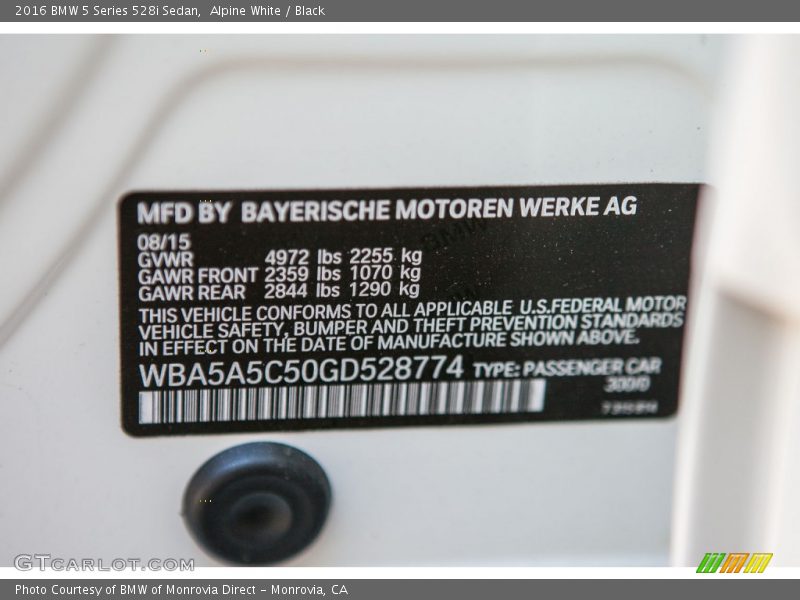 2016 BMW 5 Series 528i Sedan, Alpine White / Black
MFD BY BAYERISCHE MOTOREN WERKE AG
08/15
GVWR 4972 lbs 2255 kg
GAWR FRONT 2359 lbs 1070 kg
GAWR REAR 2844 lbs 1290 kg
THIS VEHICLE CONFORMS TO ALL APPLICABLE U.S.FEDERAL MOTOR
VEHICLE SAFETY, BUMPER AND THEFT PREVENTION STANDARDS
IN EFFECT ON THE DATE OF MANUFACTURE SHOWN ABOVE.
WBA5A5C50GD528774 TYPE: PASSENGER CAR
300/0
GTCARLOT.COM
Photo Courtesy of BMW of Monrovia Direct - Monrovia, CA